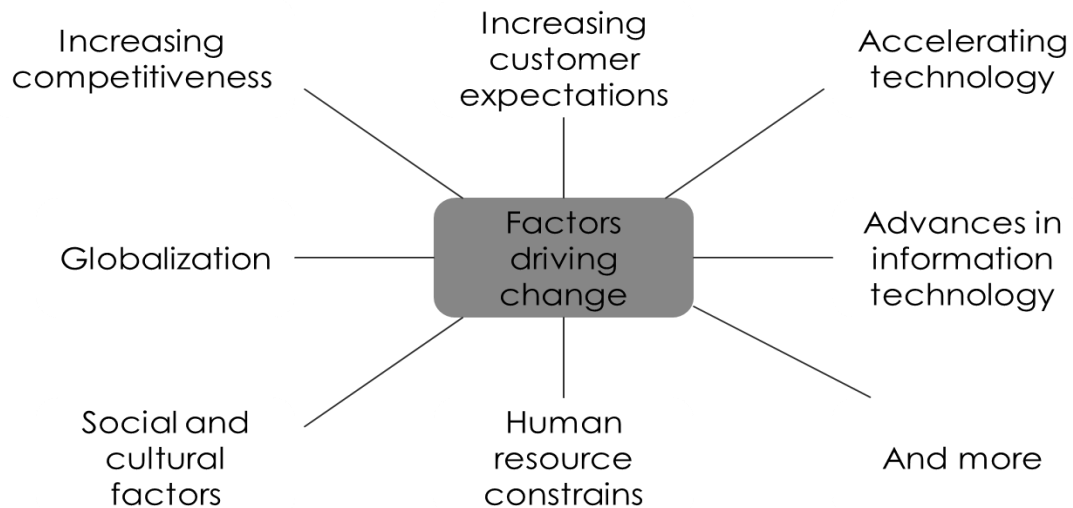 Increasing
competitiveness
Increasing
customer
expectations
Accelerating
technology
Globalization
Factors
driving
change
Advances in
information
technology
Social and
cultural
factors
Human
resource
constrains
And more